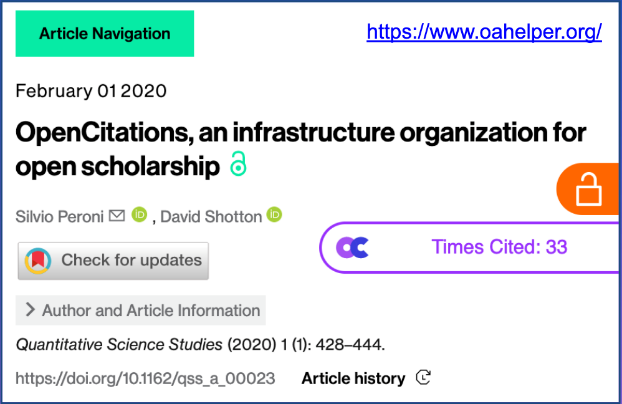 Article Navigation
https://www.oahelper.org/
February 01 2020
OpenCitations, an infrastructure organization for
open scholarship
Silvio Peroni iD , David Shotton iD
Times Cited: 33
Check for updates
Author and Article Information
Quantitative Science Studies (2020) 1 (1): 428–444.
https://doi.org/10.1162/qss_a_00023 Article history